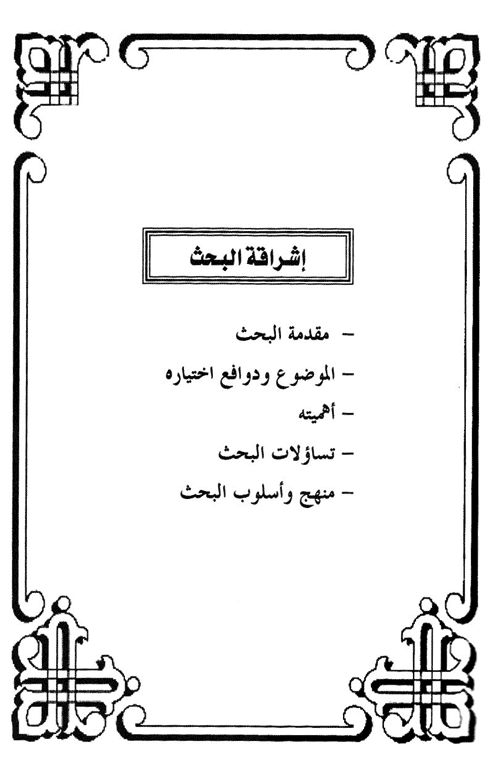 إشراقة البحث
- مقدمة البحث
- الموضوع ودوافع اختياره
- أهميته
- تساؤلات البحث
- منهج وأسلوب البحث